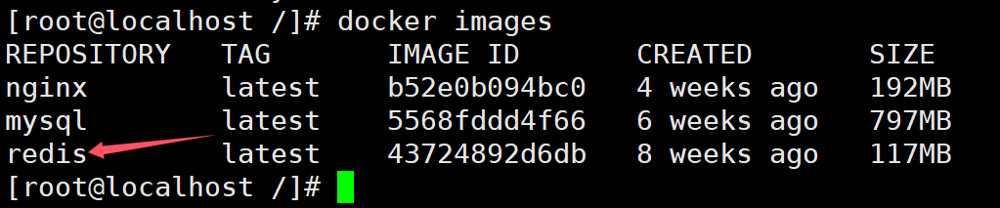 [root@localhost /]# docker images
REPOSITORY   TAG       IMAGE ID       CREATED       SIZE
nginx        latest    b52e0b094bc0   4 weeks ago   192MB
mysql        latest    5568fddd4f66   6 weeks ago   797MB
redis        latest    43724892d6db   8 weeks ago   117MB
[root@localhost /]#